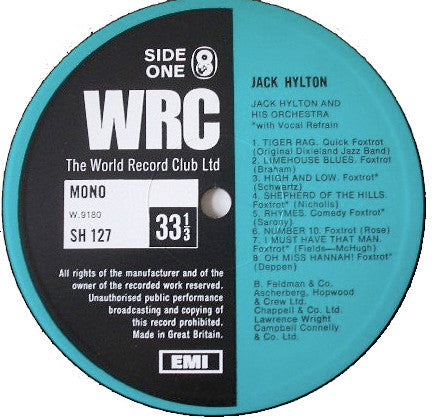 SIDE
ONE
WRC
The World Record Club Ltd
MONO
W.9180
SH 127
33 1/3
All rights of the manufacturer and of the
owner of the recorded work reserved.
Unauthorised public performance
broadcasting and copying of
this record prohibited.
Made in Great Britain.
EMI
JACK HYLTON
JACK HYLTON AND
HIS ORCHESTRA
*with Vocal Refrain
1. TIGER RAG. Quick Foxtrot
(Original Dixieland Jazz Band)
2. LIMEHOUSE BLUES. Foxtrot
(Braham)
3. HIGH AND LOW. Foxtrot*
(Schwartz)
4. SHEPHERD OF THE HILLS.
Foxtrot* (Nicholls)
5. RHYMES. Comedy Foxtrot*
(Sarony)
6. NUMBER 10. Foxtrot (Rose)
7. I MUST HAVE THAT MAN.
Foxtrot* (Fields—McHugh)
8. OH MISS HANNAH! Foxtrot*
(Deppen)
B. Feldman & Co.
Ascherberg, Hopwood
& Crew Ltd.
Chappell & Co. Ltd.
Lawrence Wright
Campbell Connelly
& Co. Ltd.